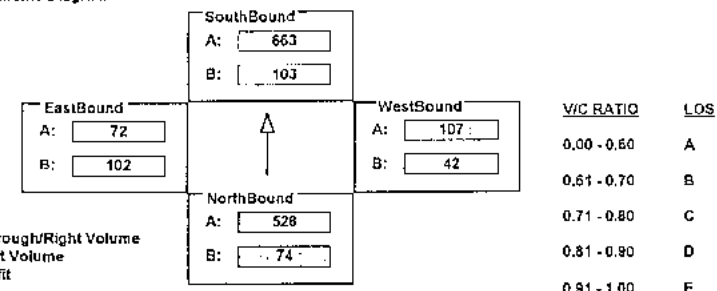 SouthBound
A: 663
B: 103
EastBound
A: 72
B: 102
WestBound
A: 107
B: 42
NorthBound
A: 528
B: 74
rough/Right Volume
t Volume
fit
V/C RATIO LOS
0.00 - 0.60 A
0.61 - 0.70 B
0.71 - 0.80 C
0.81 - 0.90 D
0.91 - 1.00 E